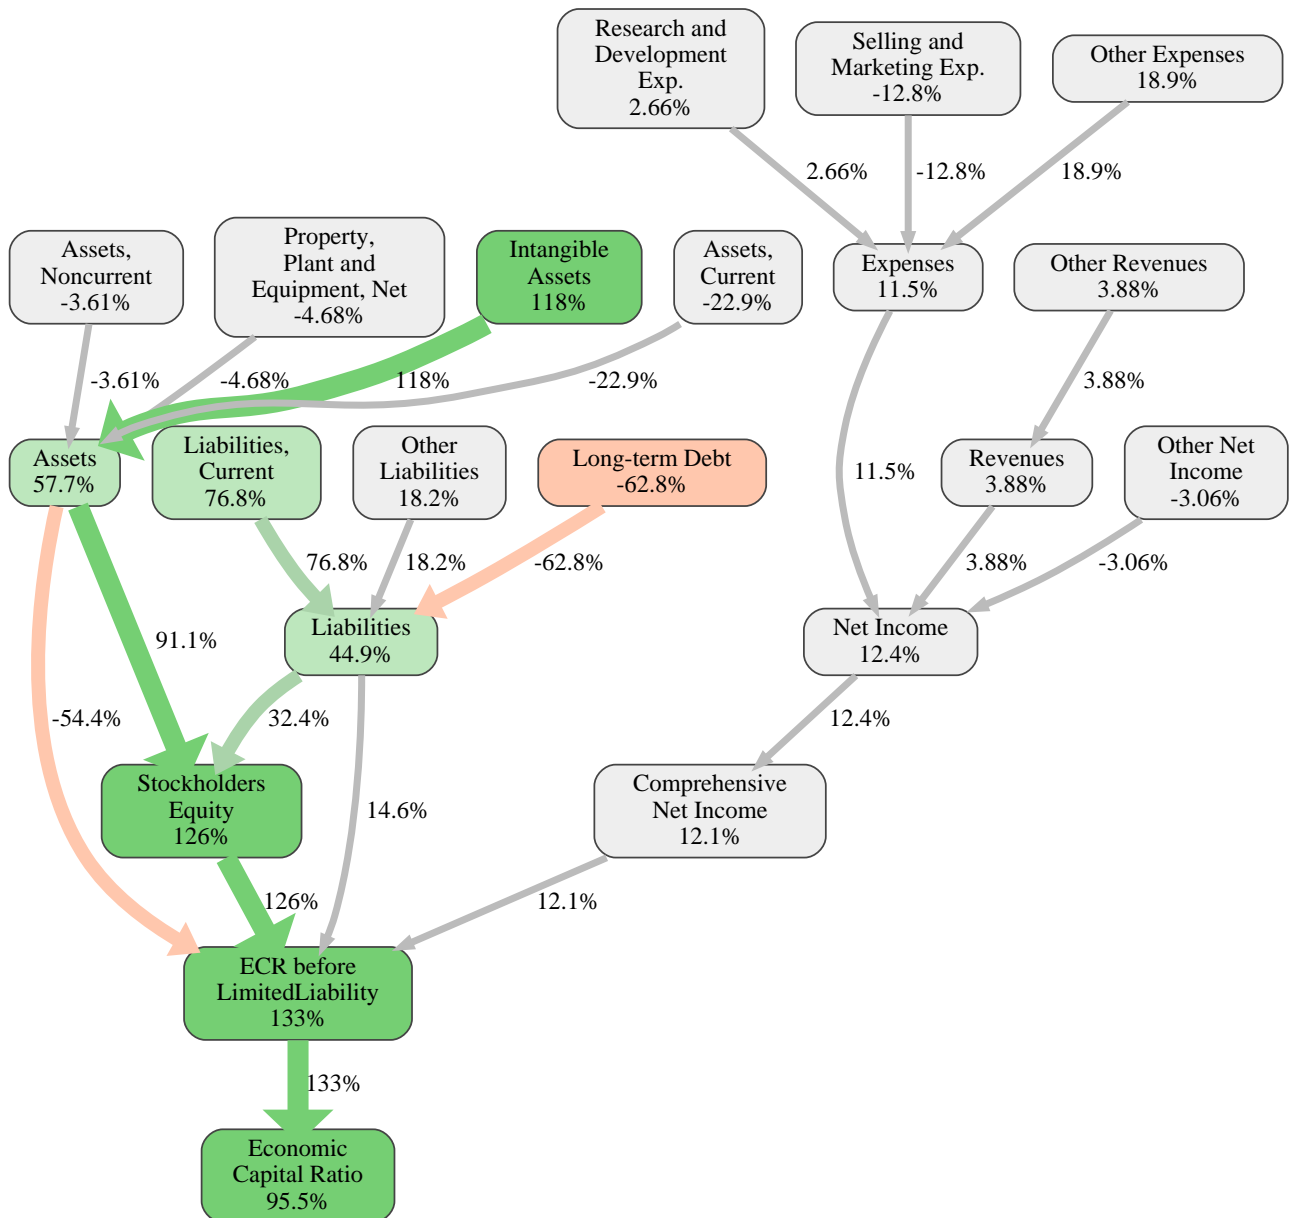 Research and
Development
Exp.
2.66%
Selling and
Marketing Exp.
-12.8%
Other Expenses
18.9%
2.66%
-12.8%
18.9%
Assets,
Noncurrent
-3.61%
Property,
Plant and
Equipment, Net
-4.68%
Intangible
Assets
118%
Assets,
Current
-22.9%
Expenses
11.5%
Other Revenues
3.88%
-3.61%
-4.68%
118%
-22.9%
3.88%
Assets
57.7%
Liabilities,
Current
76.8%
Other
Liabilities
18.2%
Long-term Debt
-62.8%
11.5%
Revenues
3.88%
Other Net
Income
-3.06%
76.8%
18.2%
-62.8%
3.88%
-3.06%
91.1%
Liabilities
44.9%
Net Income
12.4%
-54.4%
32.4%
12.4%
Stockholders
Equity
126%
14.6%
Comprehensive
Net Income
12.1%
126%
12.1%
ECR before
LimitedLiability
133%
133%
Economic
Capital Ratio
95.5%